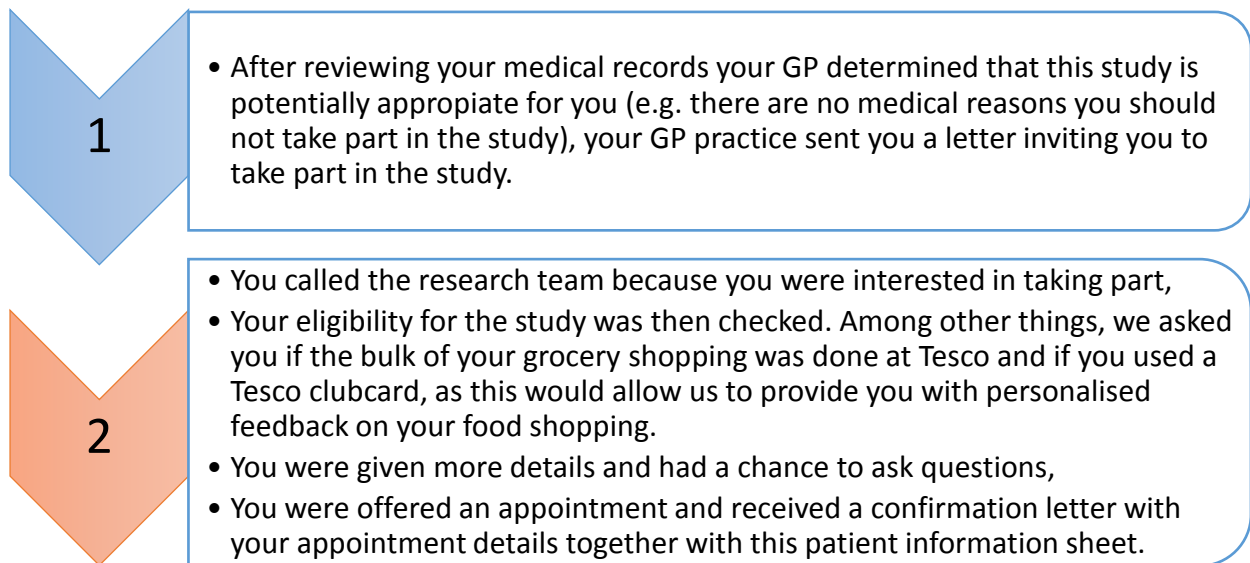 1
• After reviewing your medical records your GP determined that this study is
potentially appropiate for you (e.g. there are no medical reasons you should
not take part in the study), your GP practice sent you a letter inviting you to
take part in the study.
2
• You called the research team because you were interested in taking part,
• Your eligibility for the study was then checked. Among other things, we asked
you if the bulk of your grocery shopping was done at Tesco and if you used a
Tesco clubcard, as this would allow us to provide you with personalised
feedback on your food shopping.
• You were given more details and had a chance to ask questions,
• You were offered an appointment and received a confirmation letter with
your appointment details together with this patient information sheet.